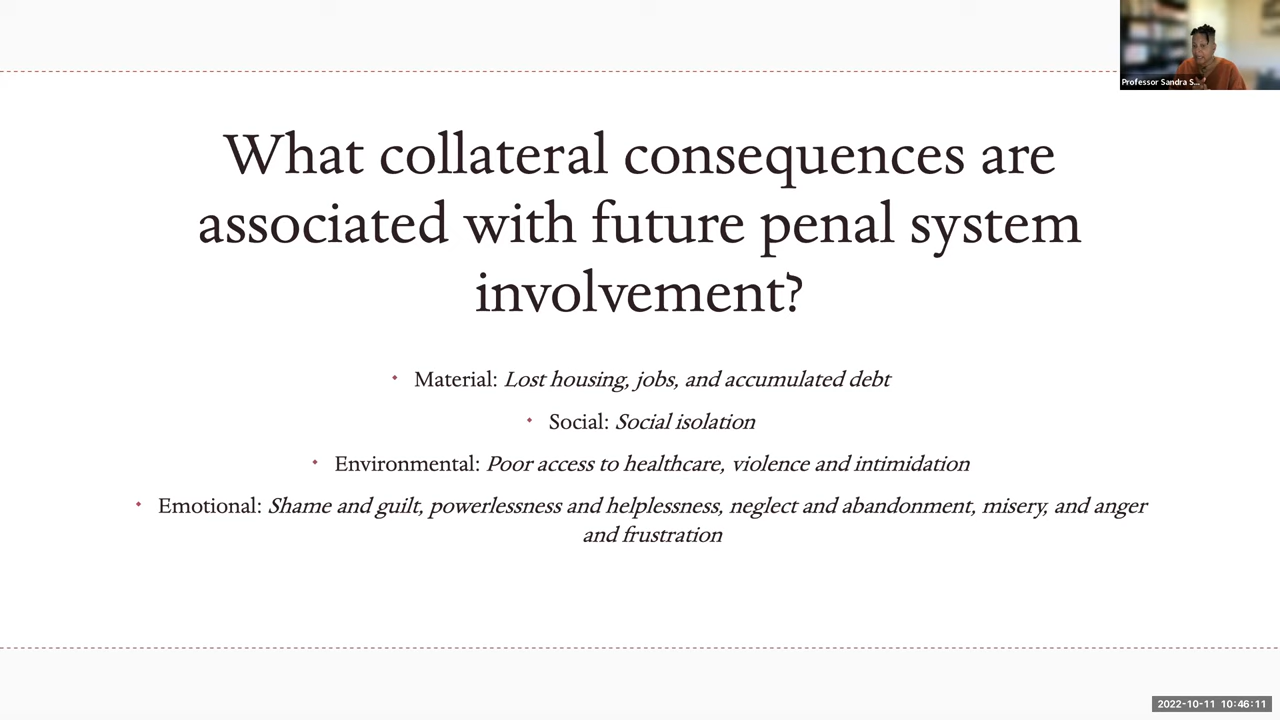 Professor Sandra S...
What collateral consequences are
associated with future penal system
involvement?
Material: Lost housing, jobs, and accumulated debt
Social: Social isolation
Environmental: Poor access to healthcare, violence and intimidation
Emotional: Shame and guilt, powerlessness and helplessness, neglect and abandonment, misery, and anger
and frustration
2022-10-11 10:46:11